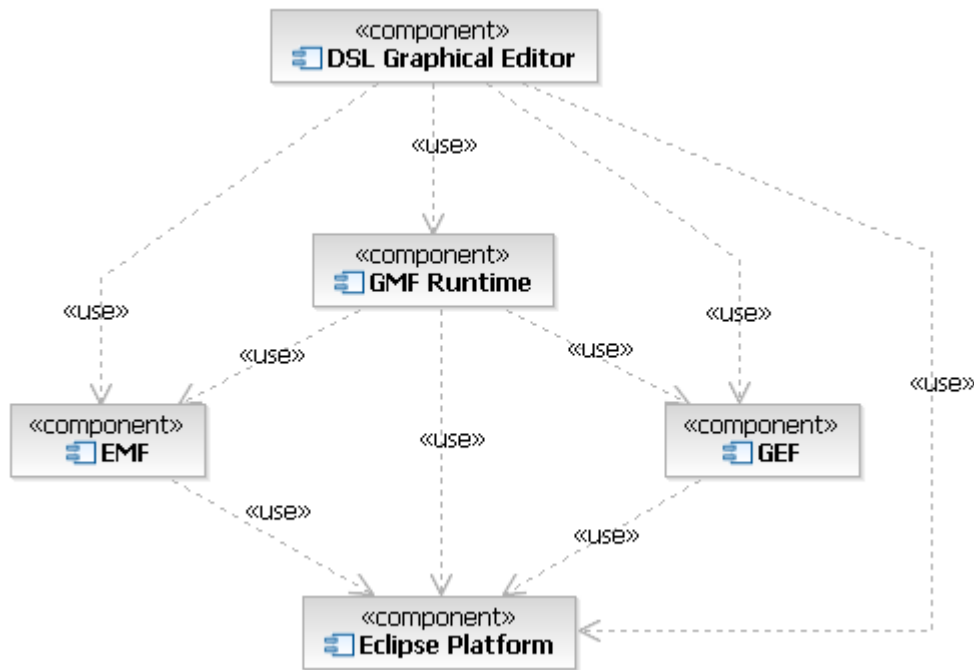 «component»
DSL Graphical Editor
«use»
«component»
GMF Runtime
«use»
«use»
«use»
«use»
«use»
«component»
EMF
«use»
«component»
GEF
«use»
«use»
«component»
Eclipse Platform